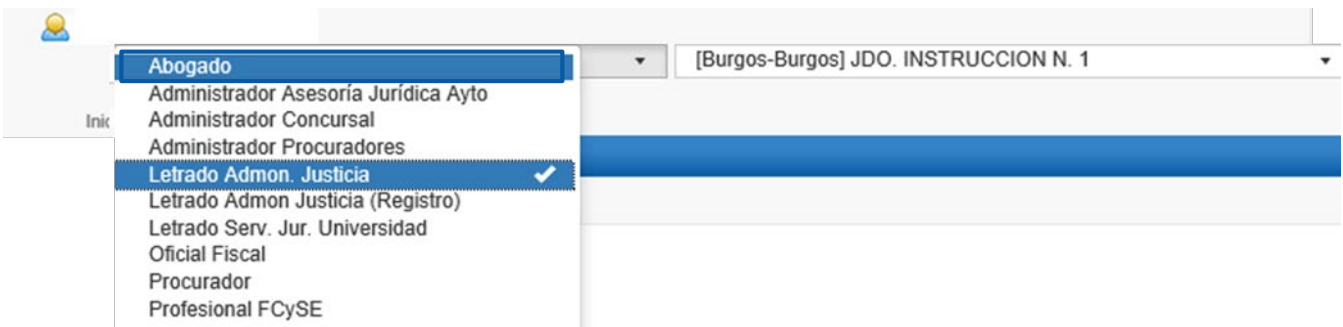 Abogado
[Burgos-Burgos] JDO. INSTRUCCION N. 1
Administrador Asesoría Jurídica Ayto
Inic
Administrador Concursal
Administrador Procuradores
Letrado Admon. Justicia
Letrado Admon Justicia (Registro)
Letrado Serv. Jur. Universidad
Oficial Fiscal
Procurador
Profesional FCySE